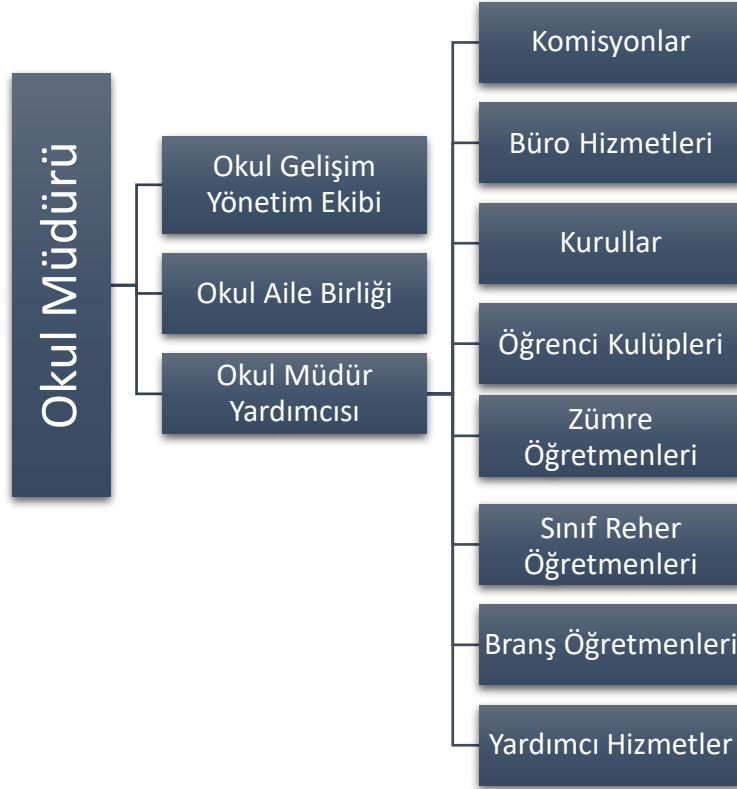 Okul Müdürü
Okul Gelişim
Yönetim Ekibi
Okul Aile Birliği
Okul Müdür
Yardımcısı
Komisyonlar
Büro Hizmetleri
Kurullar
Öğrenci Kulüpleri
Zümre
Öğretmenleri
Sınıf Reher
Öğretmenleri
Branş Öğretmenleri
Yardımcı Hizmetler